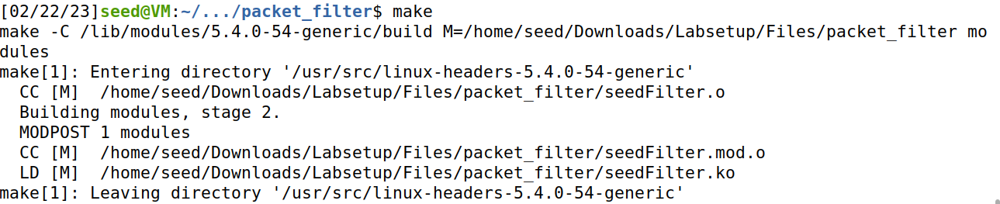 [02/22/23]seed@VM:~/.../packet_filter$ make
make -C /lib/modules/5.4.0-54-generic/build M=/home/seed/Downloads/Labsetup/Files/packet_filter mo
dules
make[1]: Entering directory '/usr/src/linux-headers-5.4.0-54-generic'
  CC [M]  /home/seed/Downloads/Labsetup/Files/packet_filter/seedFilter.o
  Building modules, stage 2.
  MODPOST 1 modules
  CC [M]  /home/seed/Downloads/Labsetup/Files/packet_filter/seedFilter.mod.o
  LD [M]  /home/seed/Downloads/Labsetup/Files/packet_filter/seedFilter.ko
make[1]: Leaving directory '/usr/src/linux-headers-5.4.0-54-generic'